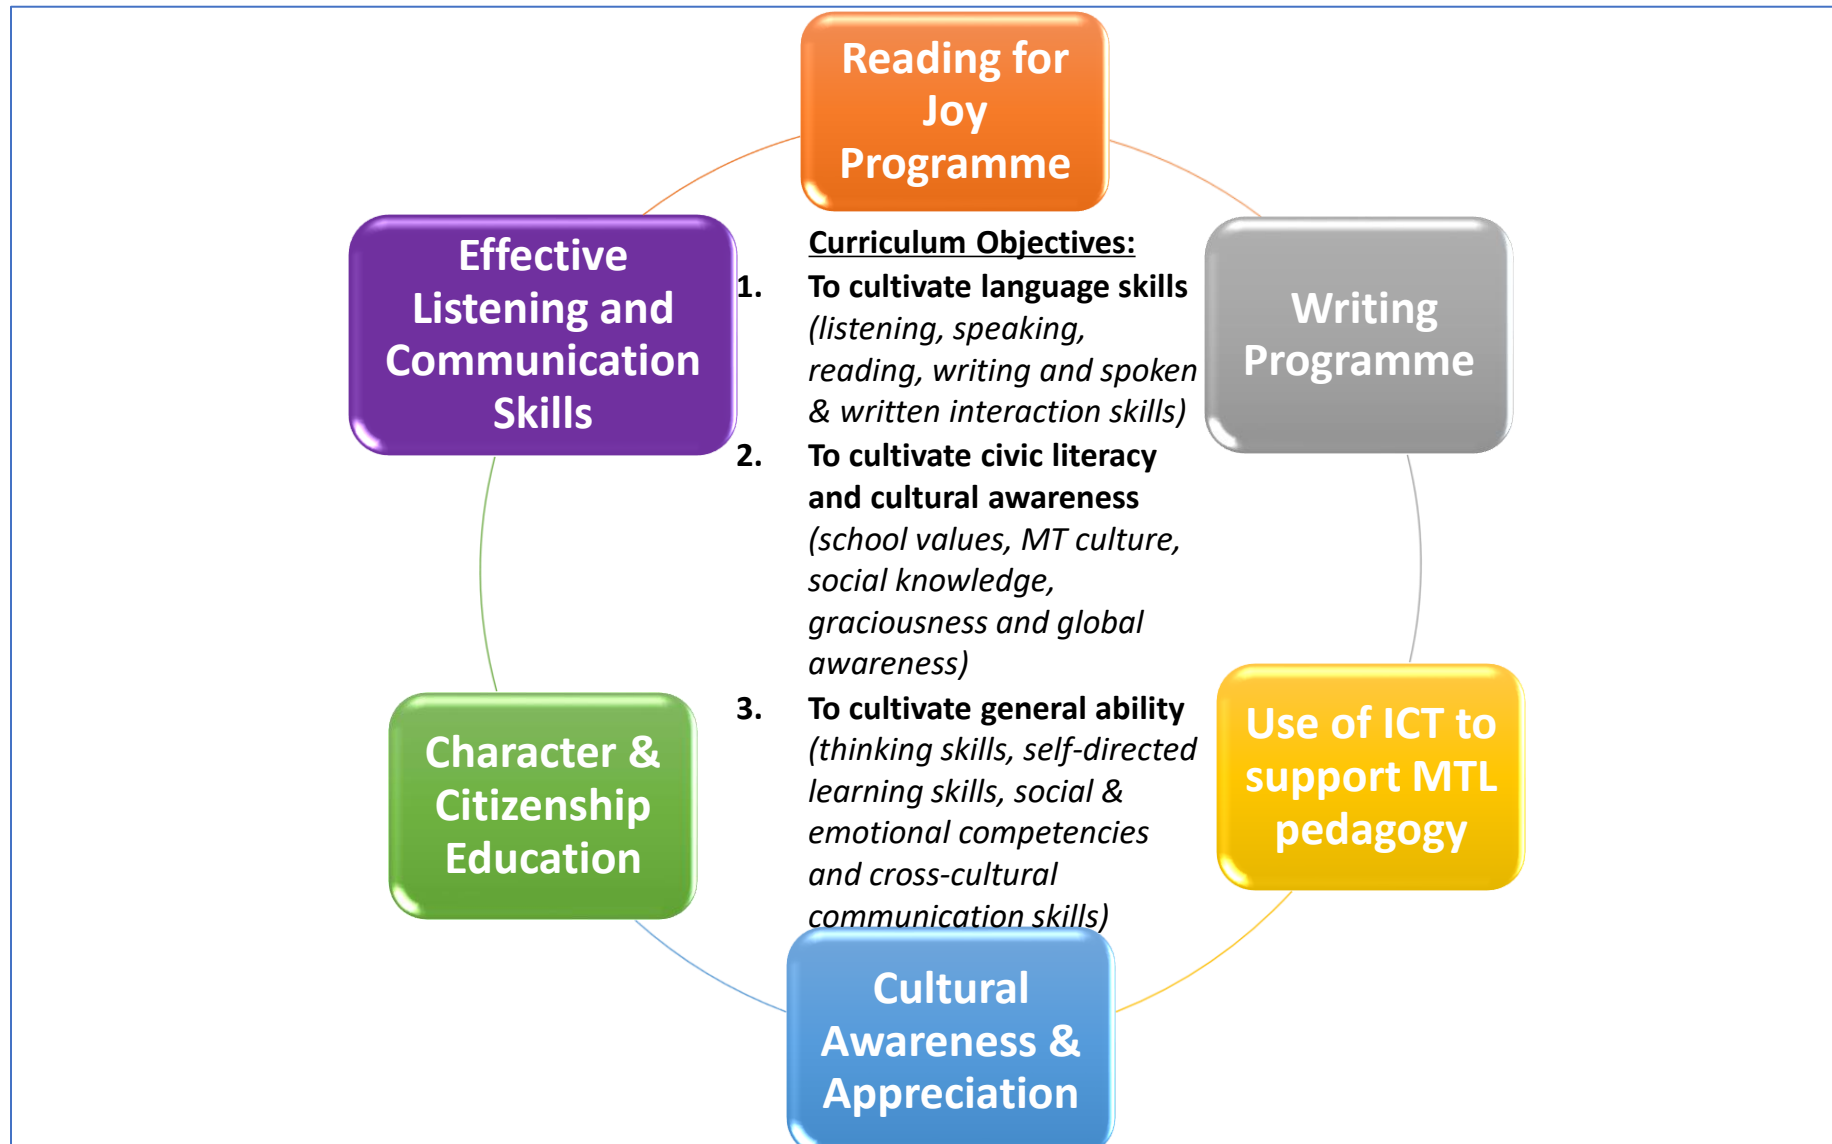 Reading for
Joy
Programme
Effective
Listening and
Communication
Skills
Curriculum Objectives:
1. To cultivate language skills
(listening, speaking,
reading, writing and spoken
& written interaction skills)
2. To cultivate civic literacy
and cultural awareness
(school values, MT culture,
social knowledge,
graciousness and global
awareness)
3. To cultivate general ability
(thinking skills, self-directed
learning skills, social &
emotional competencies
and cross-cultural
communication skills)
Writing
Programme
Character &
Citizenship
Education
Use of ICT to
support MTL
pedagogy
Cultural
Awareness &
Appreciation